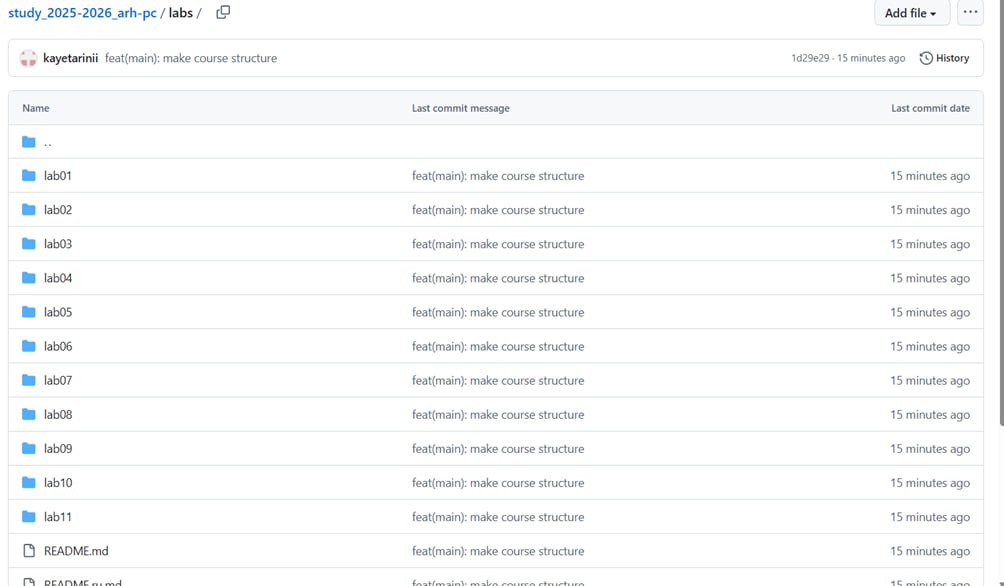 study_2025-2026_arh-pc / labs / Add file
kayetarinii feat(main): make course structure 1d29e29 · 15 minutes ago History
Name Last commit message Last commit date
..
lab01 feat(main): make course structure 15 minutes ago
lab02 feat(main): make course structure 15 minutes ago
lab03 feat(main): make course structure 15 minutes ago
lab04 feat(main): make course structure 15 minutes ago
lab05 feat(main): make course structure 15 minutes ago
lab06 feat(main): make course structure 15 minutes ago
lab07 feat(main): make course structure 15 minutes ago
lab08 feat(main): make course structure 15 minutes ago
lab09 feat(main): make course structure 15 minutes ago
lab10 feat(main): make course structure 15 minutes ago
lab11 feat(main): make course structure 15 minutes ago
README.md feat(main): make course structure 15 minutes ago
README.ru.md feat(main): make course structure 15 minutes ago